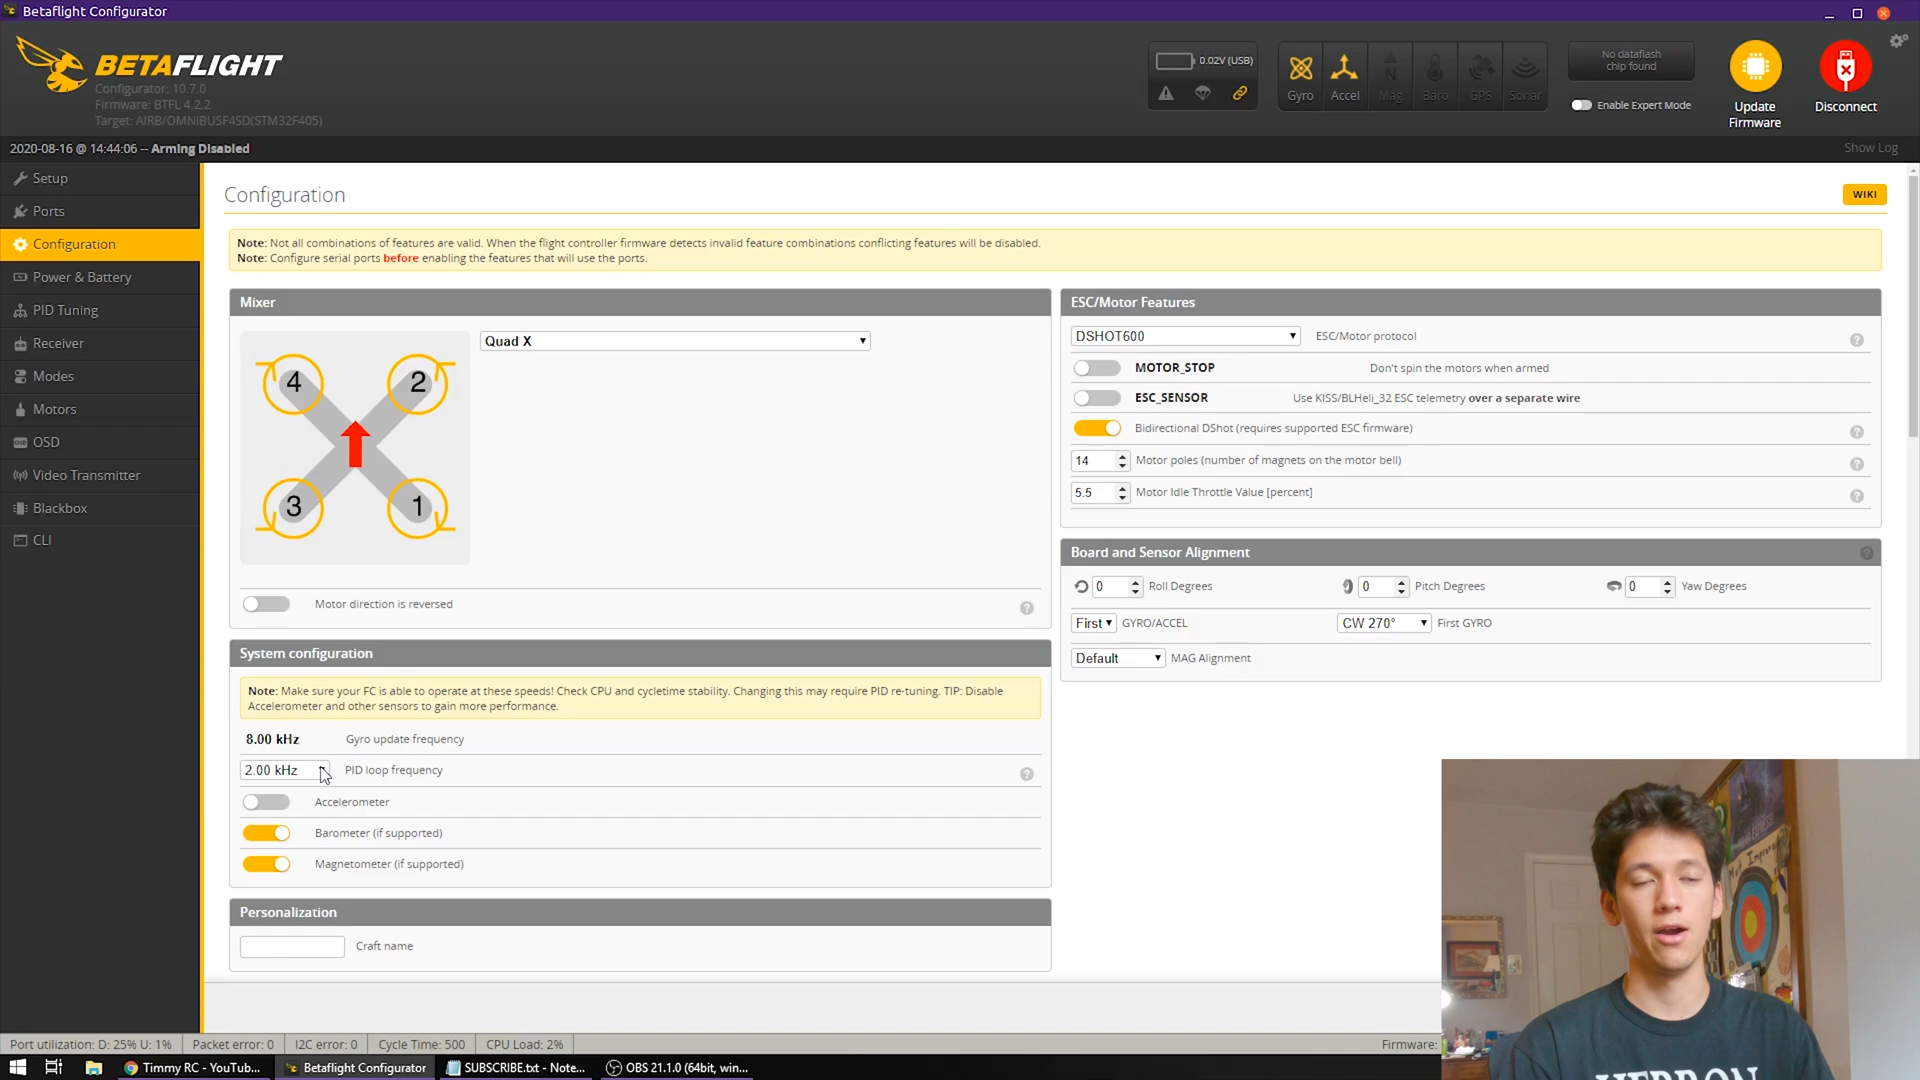 Betaflight Configurator
BETAFLIGHT
Configurator: 10.7.0
Firmware: BTFL 4.2.2
Target: AIRB/OMNIBUSF4SD(STM32F405)
0.02V (USB)
Gyro
Accel
Mag
Baro
GPS
Sonar
No dataflash
chip found
Enable Expert Mode
Update
Firmware
Disconnect
2020-08-16 @ 14:44:06 -- Arming Disabled
Show Log
Setup
Ports
Configuration
Power & Battery
PID Tuning
Receiver
Modes
Motors
OSD
Video Transmitter
Blackbox
CLI
Configuration
WIKI
Note: Not all combinations of features are valid. When the flight controller firmware detects invalid feature combinations conflicting features will be disabled.
Note: Configure serial ports before enabling the features that will use the ports.
Mixer
Quad X
4
2
3
1
Motor direction is reversed
System configuration
Note: Make sure your FC is able to operate at these speeds! Check CPU and cycletime stability. Changing this may require PID re-tuning. TIP: Disable
Accelerometer and other sensors to gain more performance.
8.00 kHz Gyro update frequency
2.00 kHz PID loop frequency
Accelerometer
Barometer (if supported)
Magnetometer (if supported)
Personalization
Craft name
ESC/Motor Features
DSHOT600 ESC/Motor protocol
MOTOR_STOP Don't spin the motors when armed
ESC_SENSOR Use KISS/BLHeli_32 ESC telemetry over a separate wire
Bidirectional DShot (requires supported ESC firmware)
14 Motor poles (number of magnets on the motor bell)
5.5 Motor Idle Throttle Value [percent]
Board and Sensor Alignment
0 Roll Degrees 0 Pitch Degrees 0 Yaw Degrees
First GYRO/ACCEL CW 270° First GYRO
Default MAG Alignment
Port utilization: D: 25% U: 1% Packet error: 0 I2C error: 0 Cycle Time: 500 CPU Load: 2% Firmware:
Timmy RC - YouTub... Betaflight Configurator SUBSCRIBE.txt - Note... OBS 21.1.0 (64bit, win...